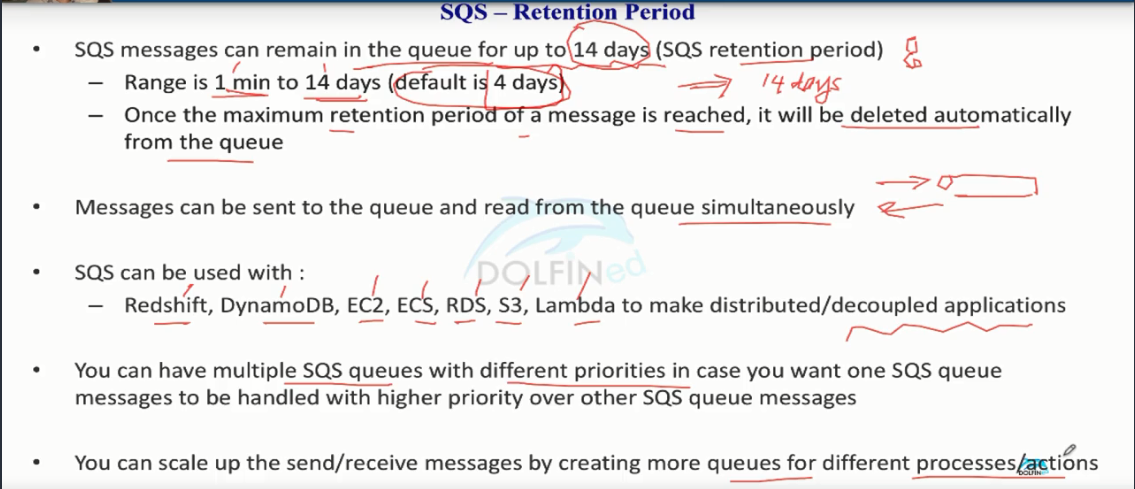 SQS – Retention Period
• SQS messages can remain in the queue for up to 14 days (SQS retention period)
– Range is 1 min to 14 days (default is 4 days) 14 days
– Once the maximum retention period of a message is reached, it will be deleted automatically
from the queue
• Messages can be sent to the queue and read from the queue simultaneously
DOLFINed
• SQS can be used with :
– Redshift, DynamoDB, EC2, ECS, RDS, S3, Lambda to make distributed/decoupled applications
• You can have multiple SQS queues with different priorities in case you want one SQS queue
messages to be handled with higher priority over other SQS queue messages
• You can scale up the send/receive messages by creating more queues for different processes/actions